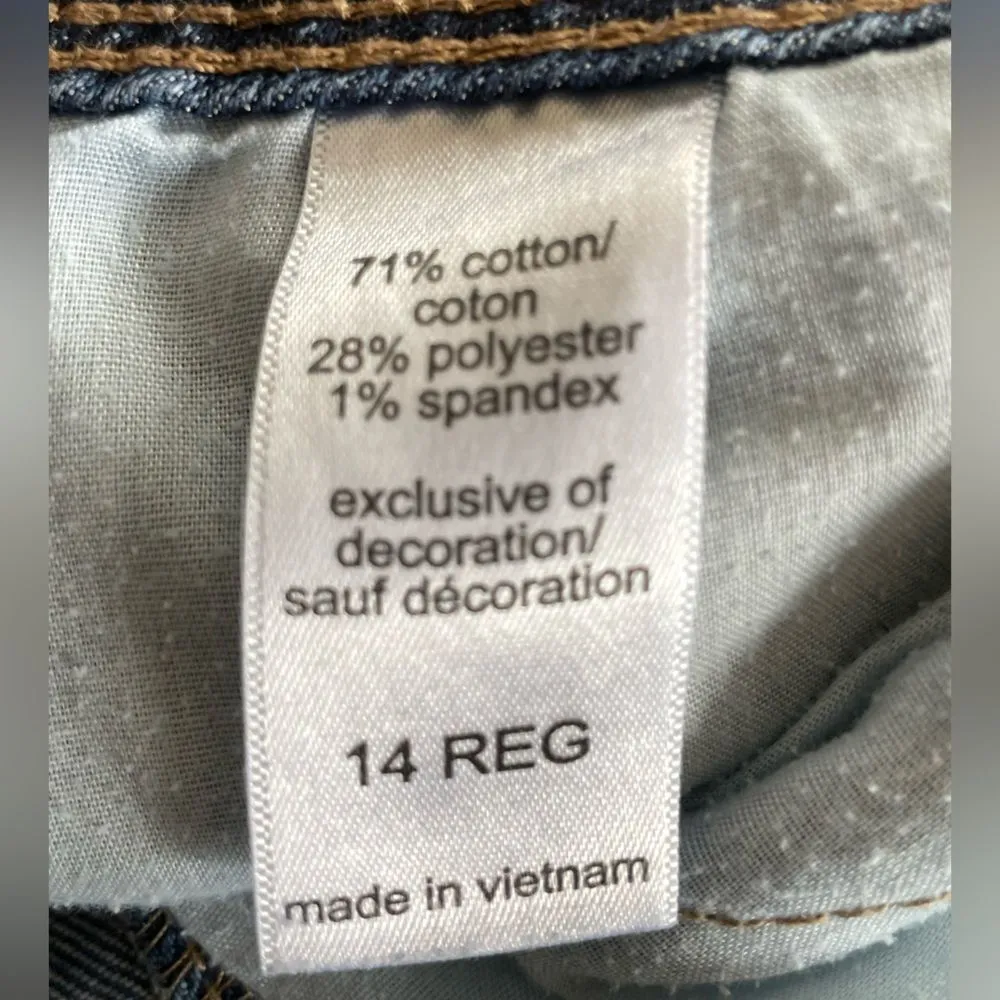 71% cotton/
coton
28% polyester
1% spandex
exclusive of
decoration/
sauf décoration
14 REG
made in vietnam